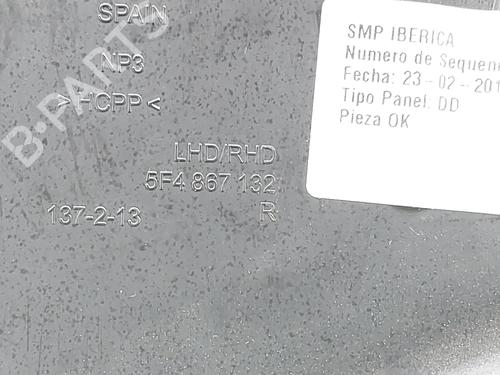 SPAIN
NP3
>HCPP<
LHD/RHD
5F4 867 132
137-2-13 R
SMP IBERICA
Numero de Sequen
Fecha: 23-02-201
Tipo Panel: DD
Pieza OK
B-PARTS